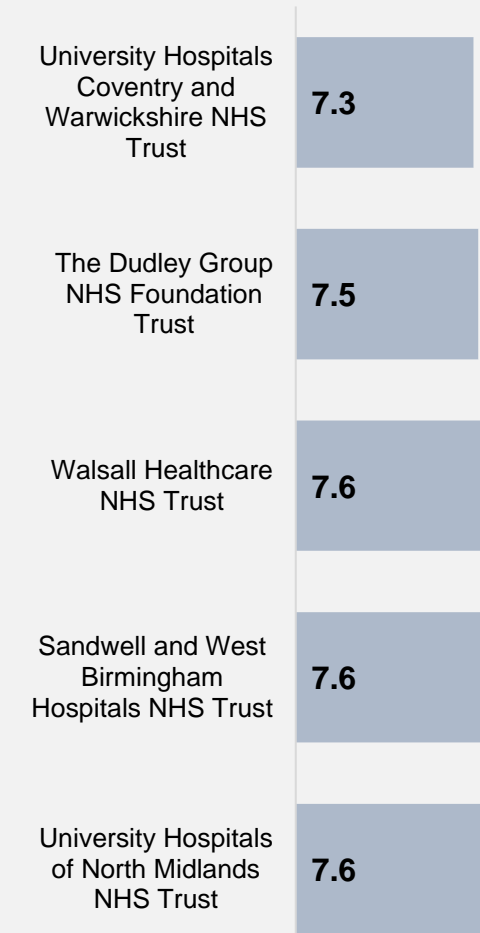 University Hospitals
Coventry and
Warwickshire NHS
Trust
7.3
The Dudley Group
NHS Foundation
Trust
7.5
Walsall Healthcare
NHS Trust
7.6
Sandwell and West
Birmingham
Hospitals NHS Trust
7.6
University Hospitals
of North Midlands
NHS Trust
7.6